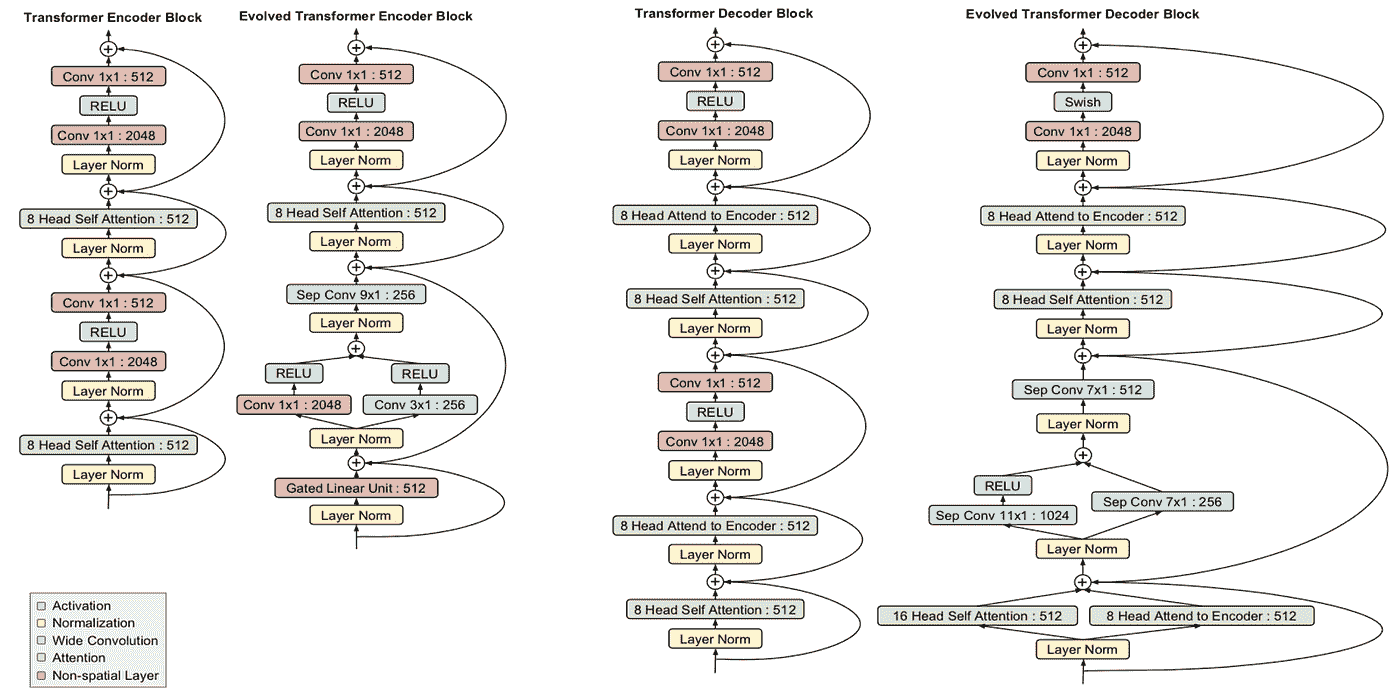 Transformer Encoder Block
Conv 1x1 : 512
RELU
Conv 1x1 : 2048
Layer Norm
8 Head Self Attention : 512
Layer Norm
Conv 1x1 : 512
RELU
Conv 1x1 : 2048
Layer Norm
8 Head Self Attention : 512
Layer Norm
Evolved Transformer Encoder Block
Conv 1x1 : 512
RELU
Conv 1x1 : 2048
Layer Norm
8 Head Self Attention : 512
Layer Norm
Sep Conv 9x1 : 256
Layer Norm
RELU
RELU
Conv 1x1 : 2048
Conv 3x1 : 256
Layer Norm
Gated Linear Unit : 512
Layer Norm
Transformer Decoder Block
Conv 1x1 : 512
RELU
Conv 1x1 : 2048
Layer Norm
8 Head Attend to Encoder : 512
Layer Norm
8 Head Self Attention : 512
Layer Norm
Conv 1x1 : 512
RELU
Conv 1x1 : 2048
Layer Norm
8 Head Attend to Encoder : 512
Layer Norm
8 Head Self Attention : 512
Layer Norm
Evolved Transformer Decoder Block
Conv 1x1 : 512
Swish
Conv 1x1 : 2048
Layer Norm
8 Head Attend to Encoder : 512
Layer Norm
8 Head Self Attention : 512
Layer Norm
Sep Conv 7x1 : 512
Layer Norm
RELU
Sep Conv 11x1 : 1024
Sep Conv 7x1 : 256
Layer Norm
16 Head Self Attention : 512
8 Head Attend to Encoder : 512
Layer Norm
Activation
Normalization
Wide Convolution
Attention
Non-spatial Layer